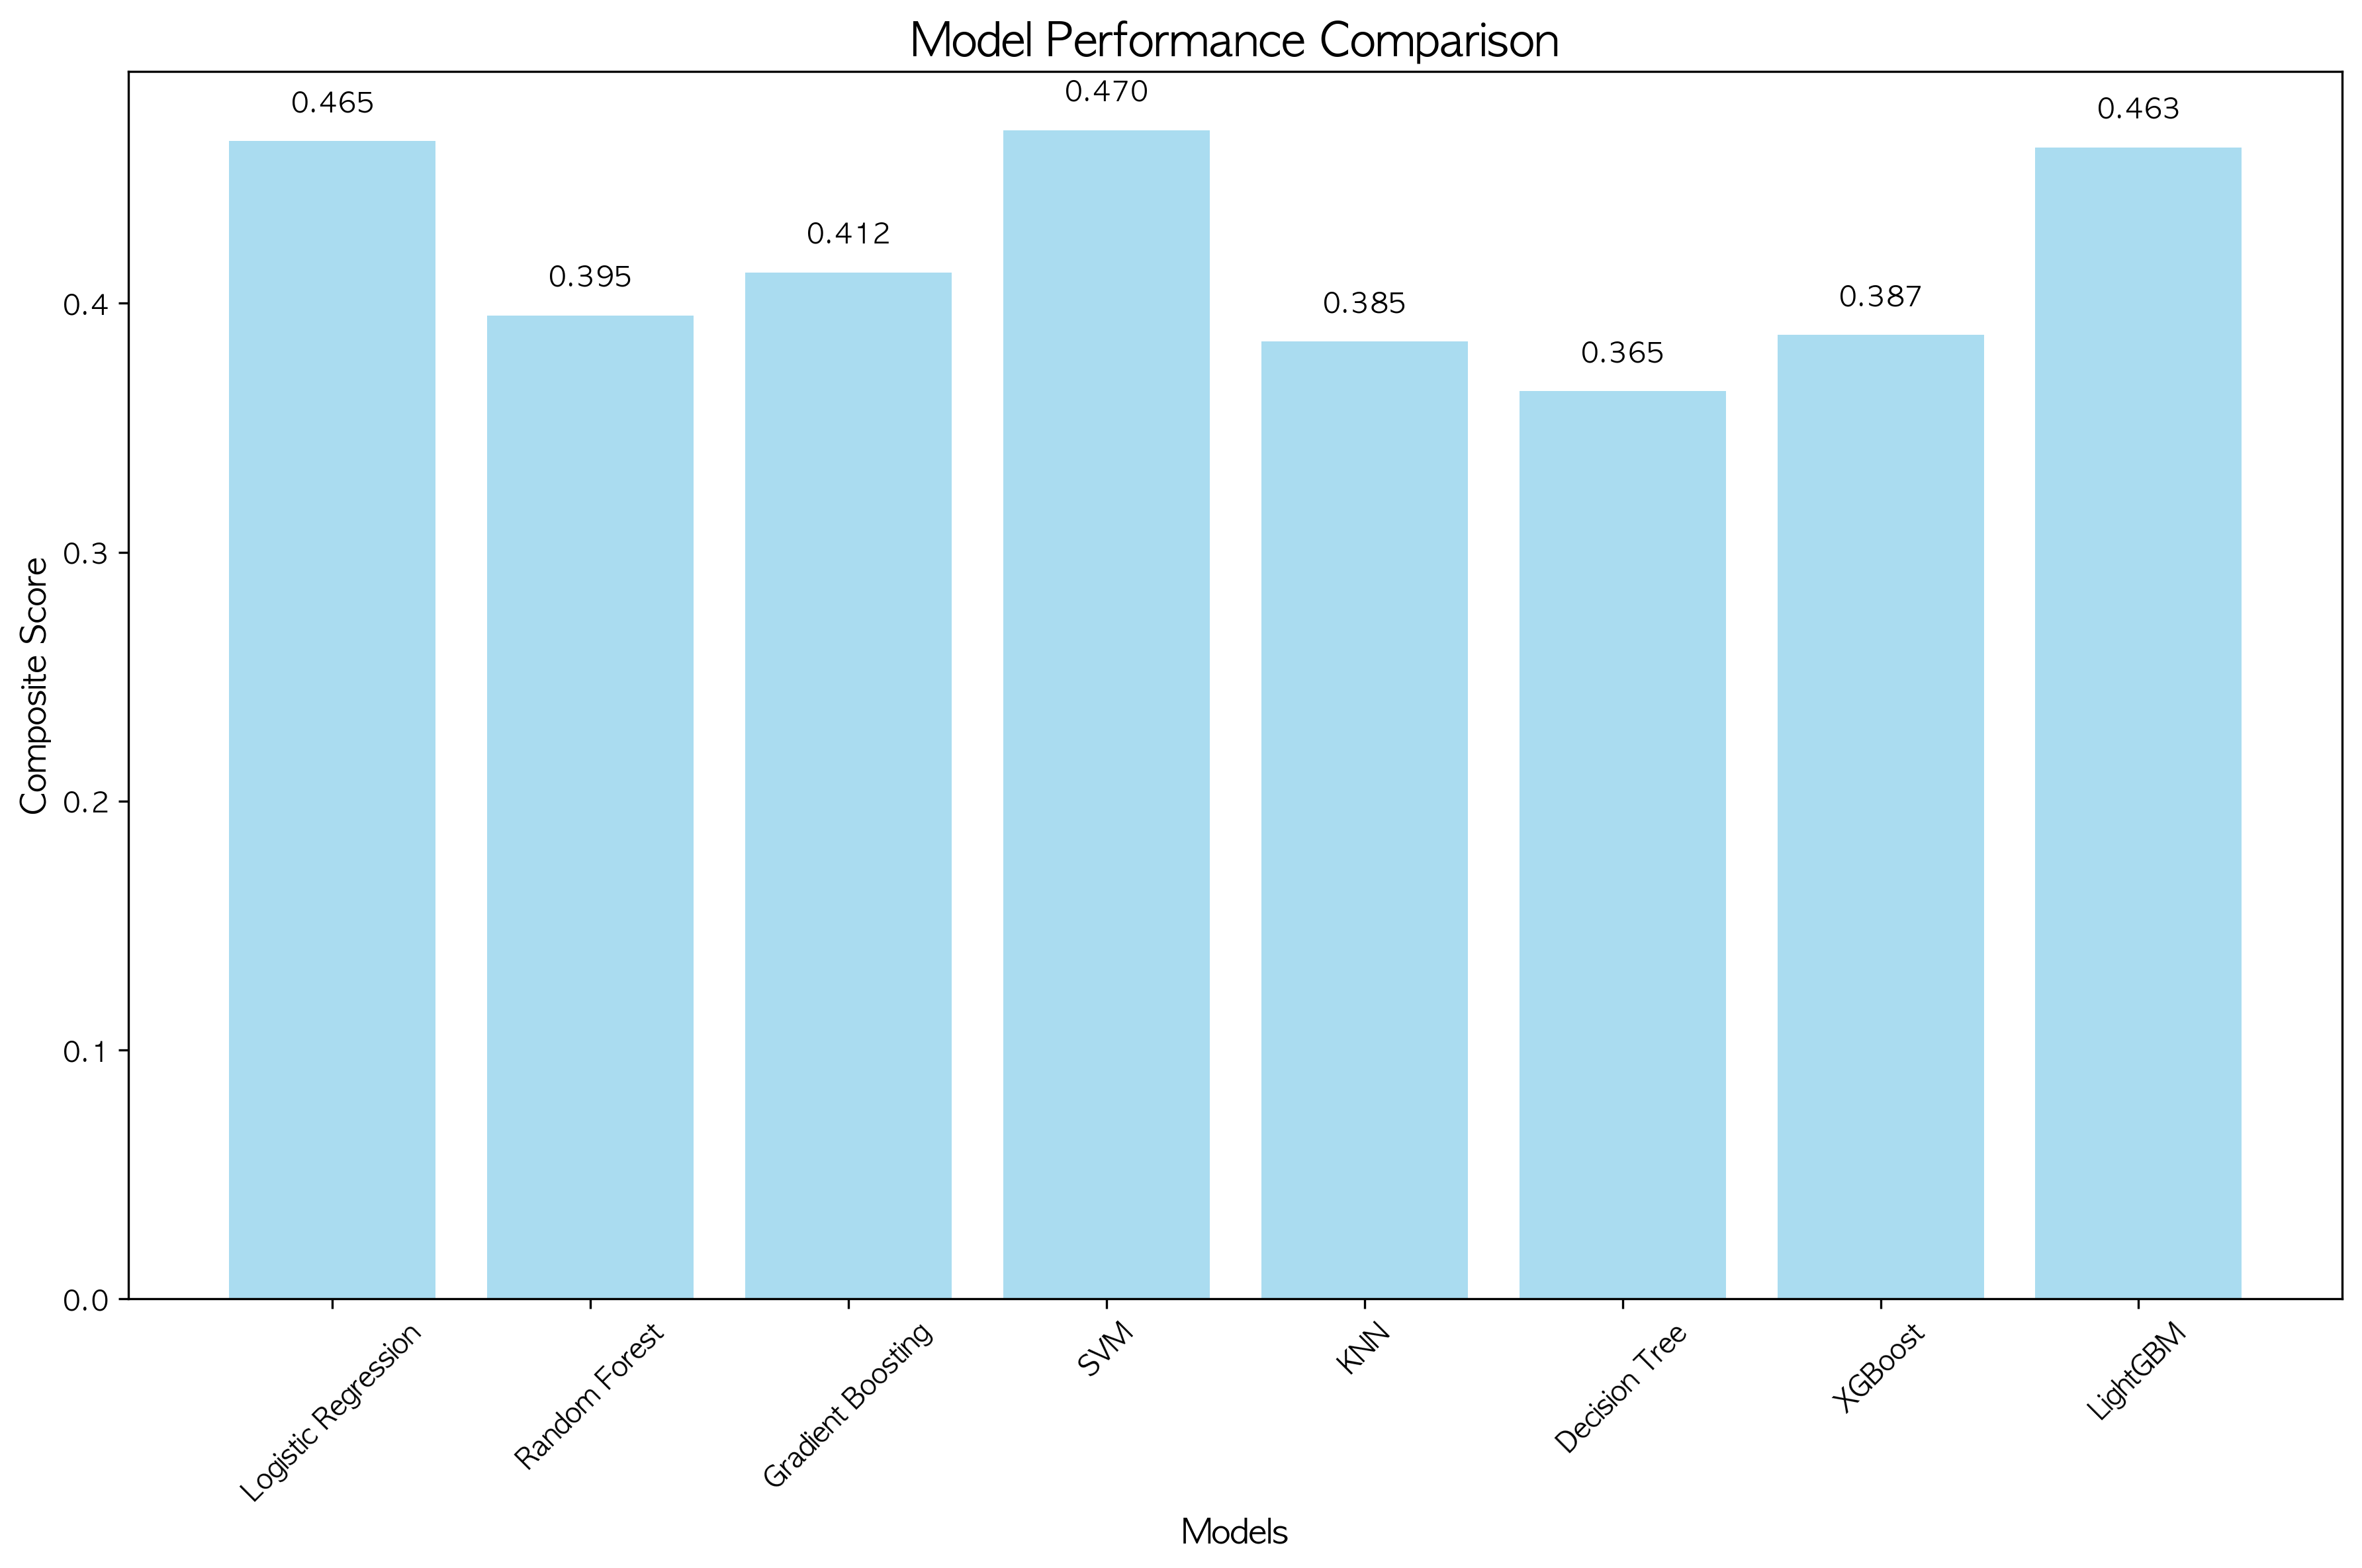 Model Performance Comparison
0.465
0.395
0.412
0.470
0.385
0.365
0.387
0.463
Composite Score
0.4
0.3
0.2
0.1
0.0
Logistic Regression
Random Forest
Gradient Boosting
SVM
KNN
Decision Tree
XGBoost
LightGBM
Models